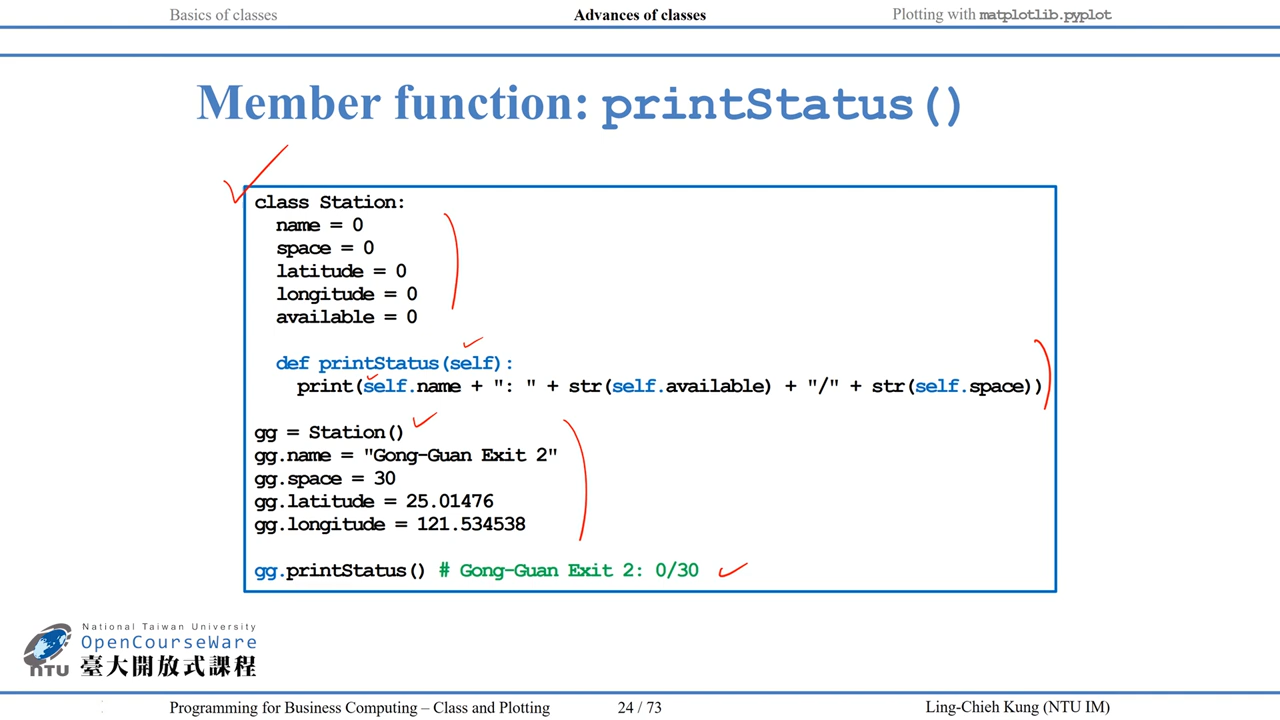 Basics of classes
Advances of classes
Plotting with matplotlib.pyplot
Member function: printStatus()
class Station:
  name = 0
  space = 0
  latitude = 0
  longitude = 0
  available = 0
  def printStatus(self):
    print(self.name + ": " + str(self.available) + "/" + str(self.space))
gg = Station()
gg.name = "Gong-Guan Exit 2"
gg.space = 30
gg.latitude = 25.01476
gg.longitude = 121.534538
gg.printStatus() # Gong-Guan Exit 2: 0/30
National Taiwan University
OpenCourseWare
NTU 臺大開放式課程
Programming for Business Computing – Class and Plotting
24 / 73
Ling-Chieh Kung (NTU IM)